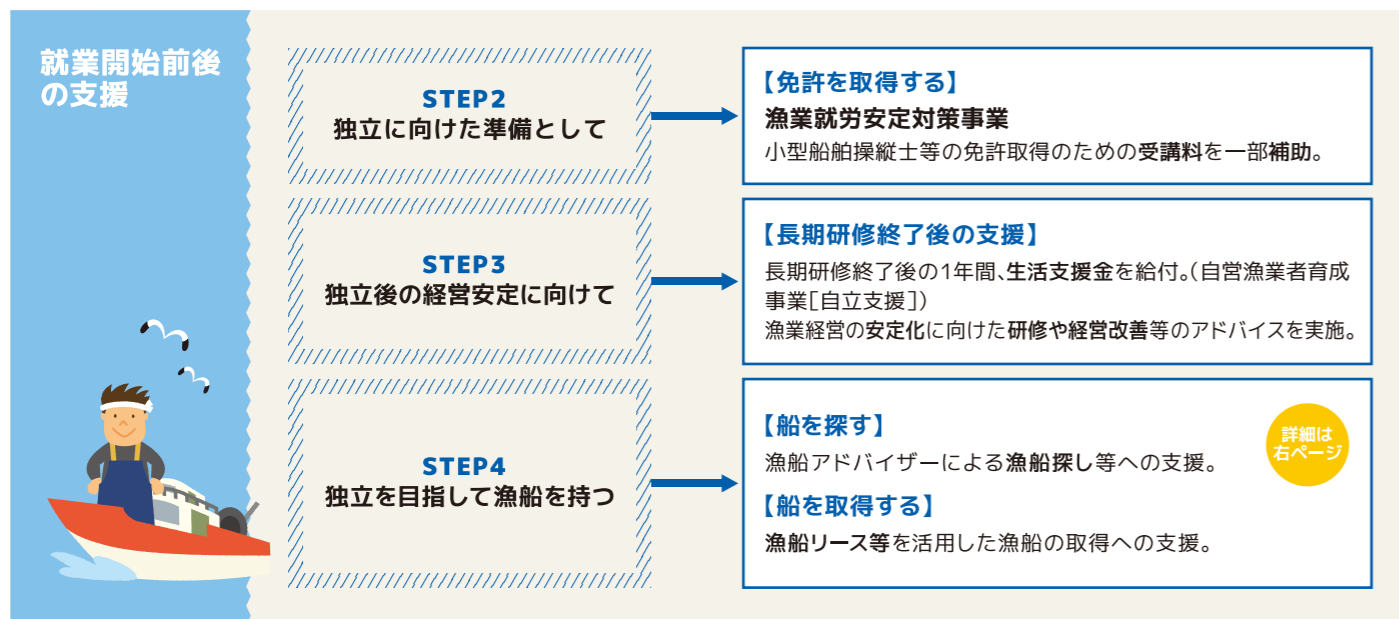 就業開始前後
の支援
STEP2
独立に向けた準備として
【免許を取得する】
漁業就労安定対策事業
小型船舶操縦士等の免許取得のための受講料を一部補助。
STEP3
独立後の経営安定に向けて
【長期研修終了後の支援】
長期研修終了後の1年間、生活支援金を給付。(自営漁業者育成
事業[自立支援])
漁業経営の安定化に向けた研修や経営改善等のアドバイスを実施。
STEP4
独立を目指して漁船を持つ
【船を探す】
漁船アドバイザーによる漁船探し等への支援。
詳細は
右ページ
【船を取得する】
漁船リース等を活用した漁船の取得への支援。